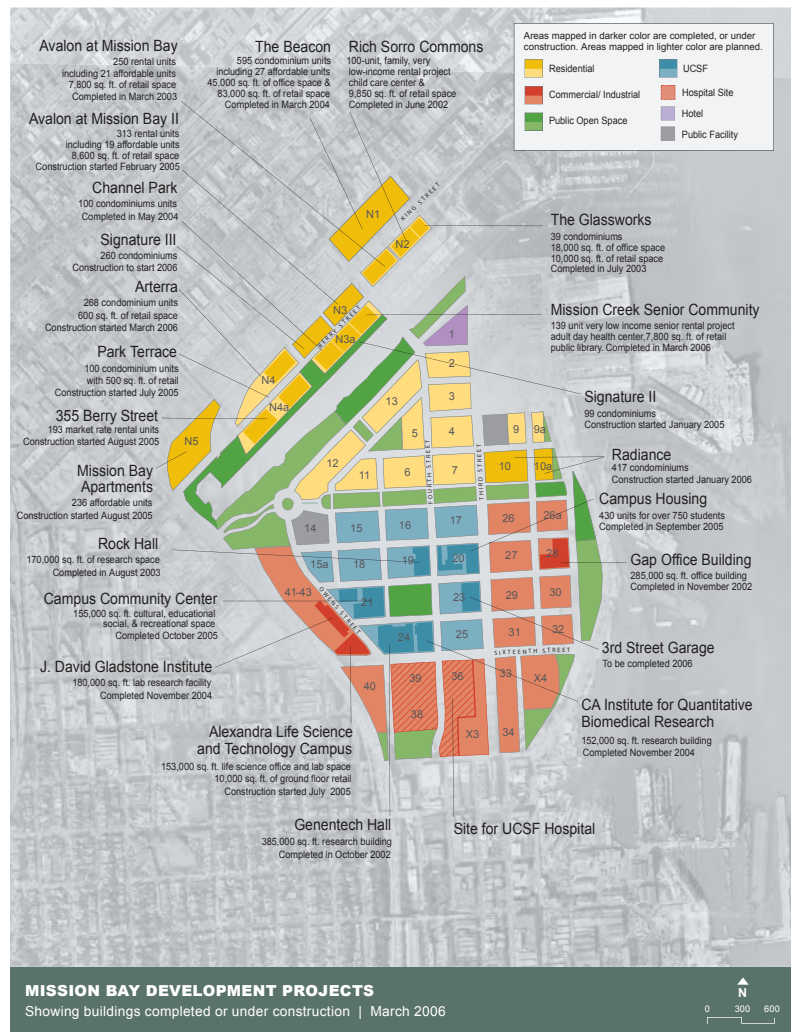 Avalon at Mission Bay
250 rental units
including 21 affordable units
7,800 sq. ft. of retail space
Completed in March 2003
The Beacon
595 condominium units
including 27 affordable units
45,000 sq. ft. of office space &
83,000 sq. ft. of retail space
Completed in March 2004
Rich Sorro Commons
100-unit, family, very
low-income rental project
child care center &
9,850 sq. ft. of retail space
Completed in June 2002
Areas mapped in darker color are completed, or under
construction. Areas mapped in lighter color are planned.
Residential
Commercial/ Industrial
Public Open Space
UCSF
Hospital Site
Hotel
Public Facility
Avalon at Mission Bay II
313 rental units
including 19 affordable units
8,600 sq. ft. of retail space
Construction started February 2005
Channel Park
100 condominiums units
Completed in May 2004
Signature III
260 condominiums
Construction to start 2006
Arterra
268 condominium units
600 sq. ft. of retail space
Construction started March 2006
Park Terrace
100 condominium units
with 500 sq. ft. of retail
Construction started July 2005
355 Berry Street
193 market rate rental units
Construction started August 2005
Mission Bay
Apartments
236 affordable units
Construction started August 2005
Rock Hall
170,000 sq. ft. of research space
Completed in August 2003
Campus Community Center
155,000 sq. ft. cultural, educational
social, & recreational space
Completed October 2005
J. David Gladstone Institute
180,000 sq. ft. lab research facility
Completed November 2004
Alexandra Life Science
and Technology Campus
153,000 sq. ft. life science office and lab space
10,000 sq. ft. of ground floor retail
Construction started July 2005
Genentech Hall
385,000 sq. ft. research building
Completed in October 2002
Site for UCSF Hospital
The Glassworks
39 condominiums
18,000 sq. ft. of office space
10,000 sq. ft. of retail space
Completed in July 2003
Mission Creek Senior Community
139 unit very low income senior rental project
adult day health center,7,800 sq. ft. of retail
public library. Completed in March 2006
Signature II
99 condominiums
Construction started January 2005
Radiance
417 condominiums
Construction started January 2006
Campus Housing
430 units for over 750 students
Completed in September 2005
Gap Office Building
285,000 sq. ft. office building
Completed in November 2002
3rd Street Garage
To be completed 2006
CA Institute for Quantitative
Biomedical Research
152,000 sq. ft. research building
Completed November 2004
KING STREET
BERRY STREET
FOURTH STREET
THIRD STREET
OWENS STREET
SIXTEENTH STREET
N1
N2
N3
N3a
N4
N4a
N5
1
2
3
4
5
6
7
9
9a
10
10a
11
12
13
14
15
16
17
26
26a
15a
18
19
20
27
28
41-43
21
23
29
30
24
25
31
32
40
39
38
36
X3
33
34
X4
MISSION BAY DEVELOPMENT PROJECTS
Showing buildings completed or under construction | March 2006
N
0 300 600